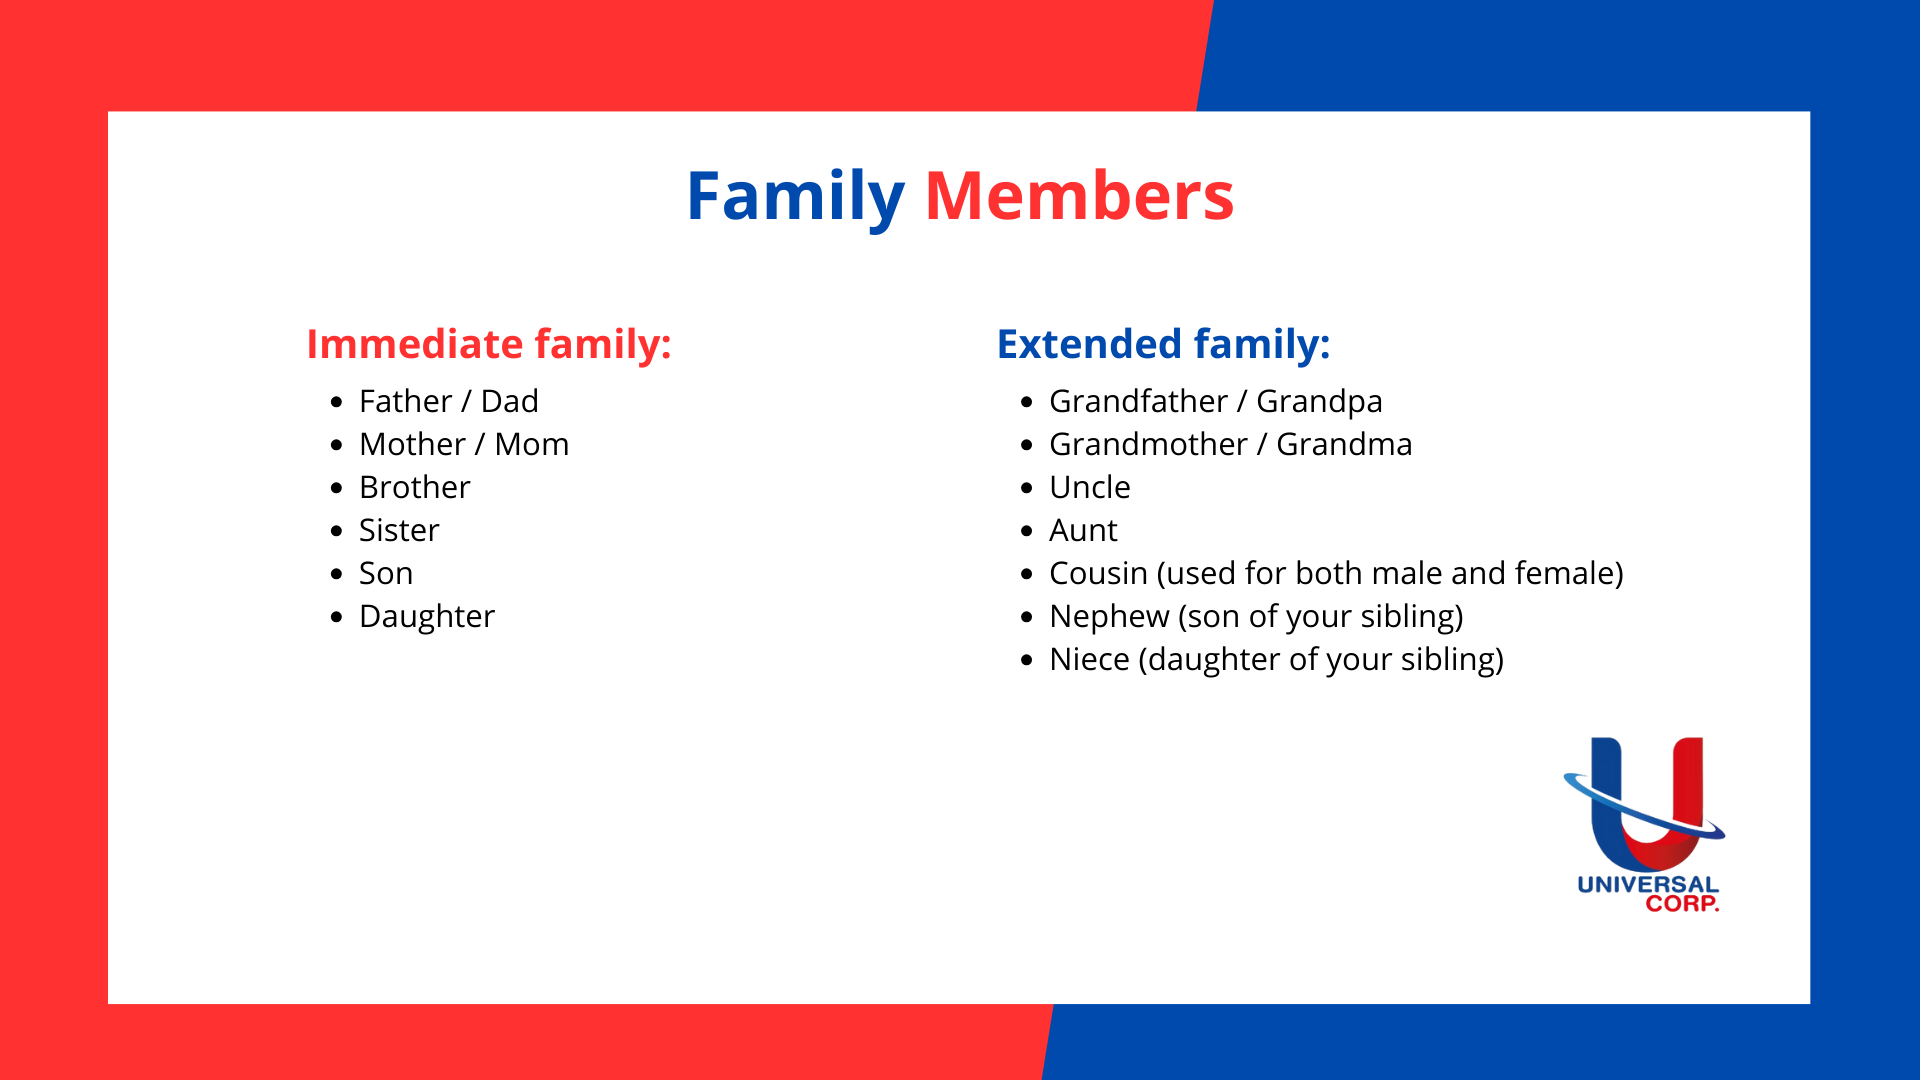 Family Members
Immediate family:
• Father / Dad
• Mother / Mom
• Brother
• Sister
• Son
• Daughter
Extended family:
• Grandfather / Grandpa
• Grandmother / Grandma
• Uncle
• Aunt
• Cousin (used for both male and female)
• Nephew (son of your sibling)
• Niece (daughter of your sibling)
UNIVERSAL
CORP.